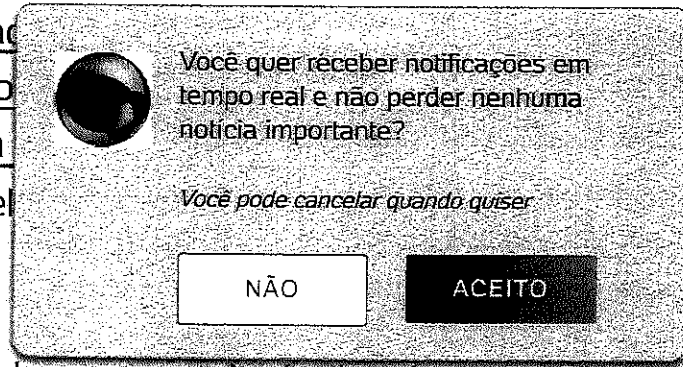 Você quer receber notificações em
tempo real e não perder nenhuma
notícia importante?
Você pode cancelar quando quiser
NÃO
ACEITO